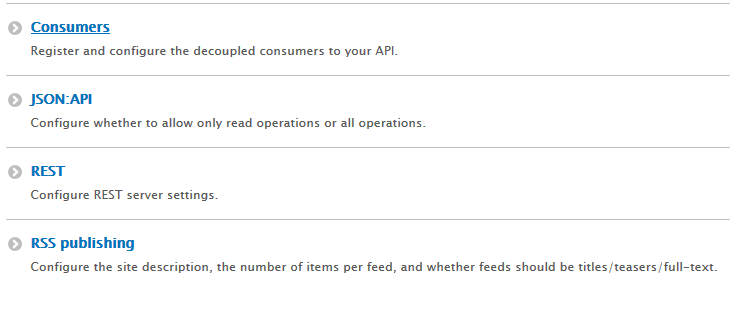 Consumers
Register and configure the decoupled consumers to your API.
JSON:API
Configure whether to allow only read operations or all operations.
REST
Configure REST server settings.
RSS publishing
Configure the site description, the number of items per feed, and whether feeds should be titles/teasers/full-text.